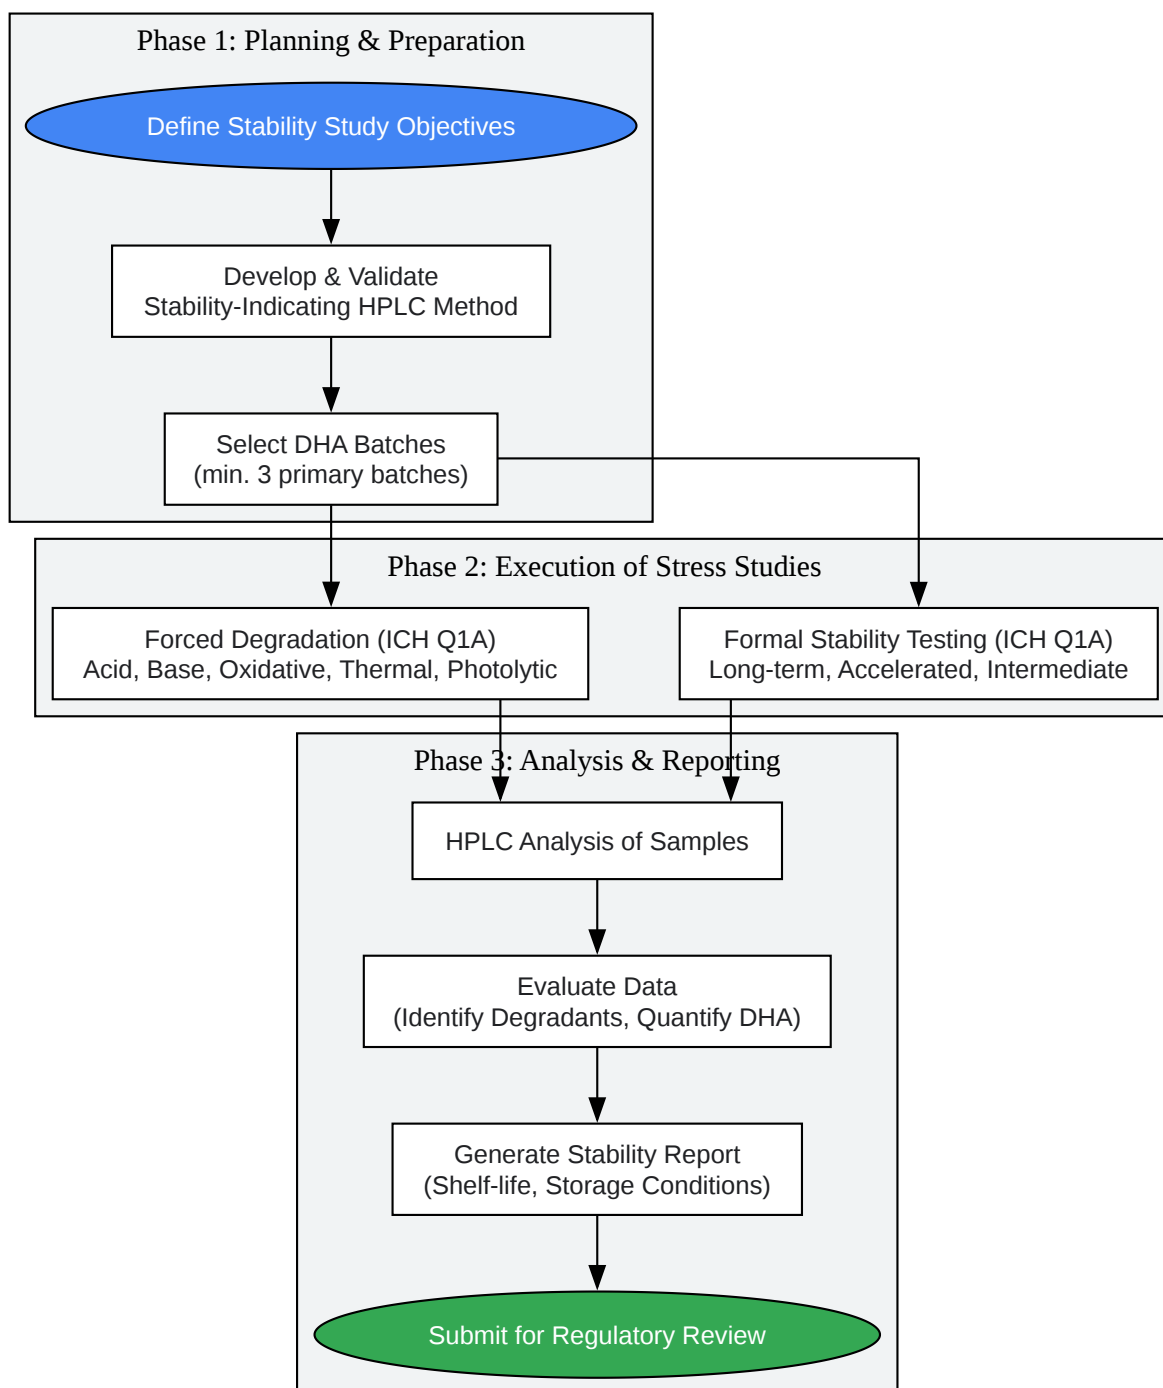 Phase 1: Planning & Preparation
Define Stability Study Objectives
Develop & Validate
Stability-Indicating HPLC Method
Select DHA Batches
(min. 3 primary batches)
Phase 2: Execution of Stress Studies
Forced Degradation (ICH Q1A)
Acid, Base, Oxidative, Thermal, Photolytic
Formal Stability Testing (ICH Q1A)
Long-term, Accelerated, Intermediate
Phase 3: Analysis & Reporting
HPLC Analysis of Samples
Evaluate Data
(Identify Degradants, Quantify DHA)
Generate Stability Report
(Shelf-life, Storage Conditions)
Submit for Regulatory Review